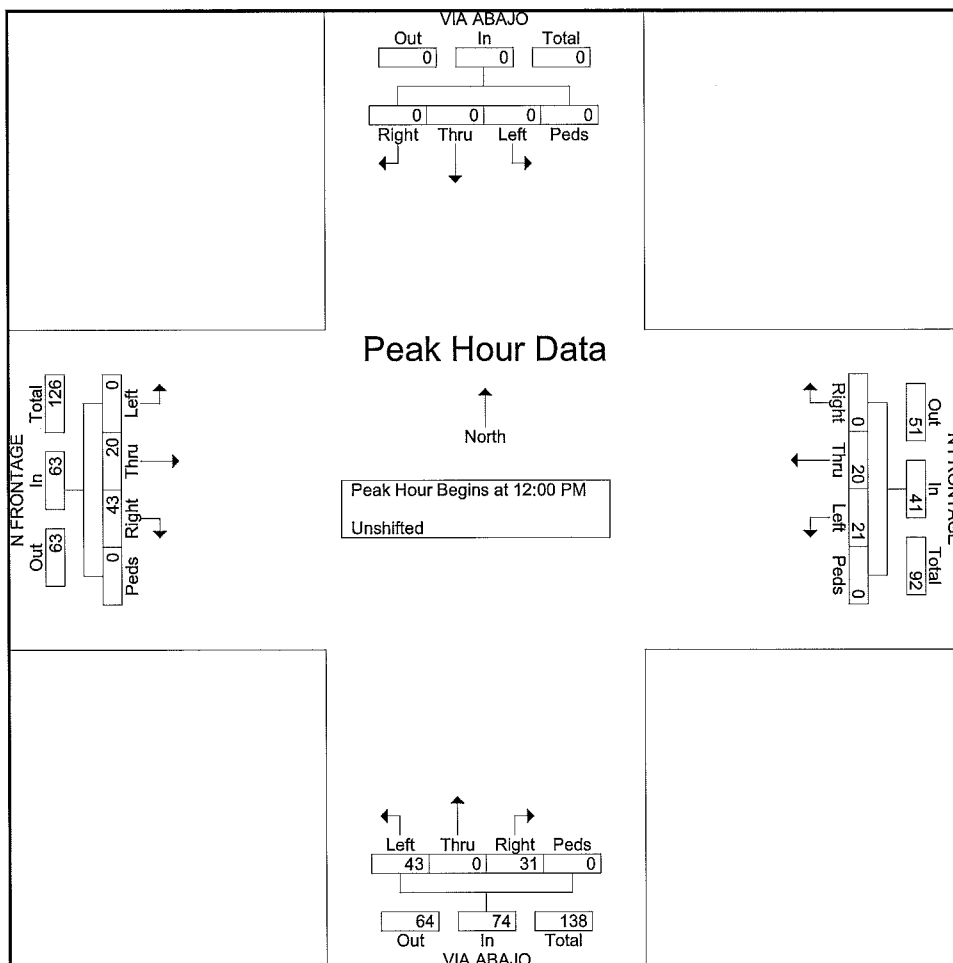 VIA ABAJO
Out In Total
0 0 0
0 0 0 0
Right Thru Left Peds
Peak Hour Data
North
Peak Hour Begins at 12:00 PM
Unshifted
N FRONTAGE
Total In Out
126 63 63
0 20 43 0
Left Thru Right Peds
N FRONTAGE
Out In Total
51 41 92
0 20 21 0
Right Thru Left Peds
Left Thru Right Peds
43 0 31 0
64 74 138
Out In Total
VIA ABAJO